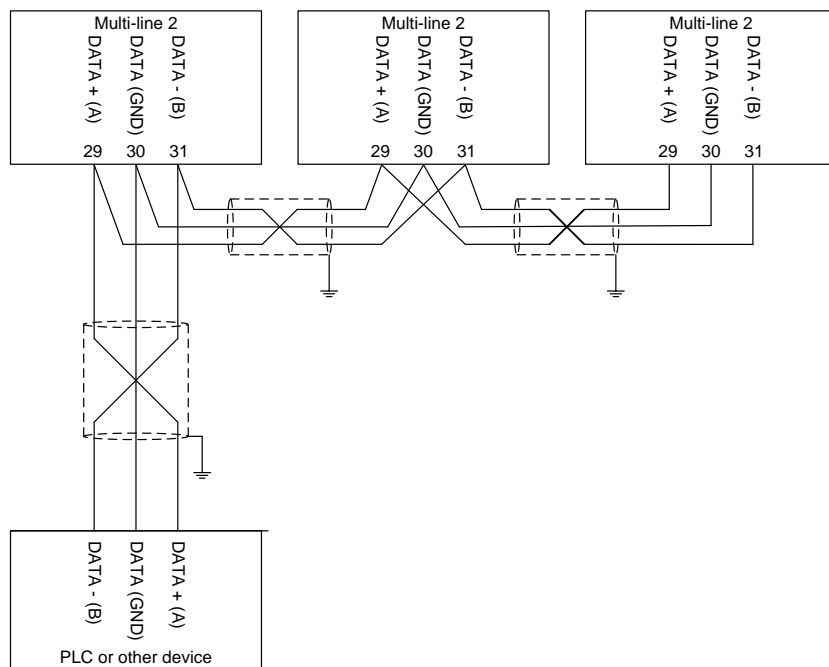 Multi-line 2
DATA + (A)
DATA (GND)
DATA - (B)
29 30 31
Multi-line 2
DATA + (A)
DATA (GND)
DATA - (B)
29 30 31
Multi-line 2
DATA + (A)
DATA (GND)
DATA - (B)
29 30 31
DATA - (B)
DATA (GND)
DATA + (A)
PLC or other device